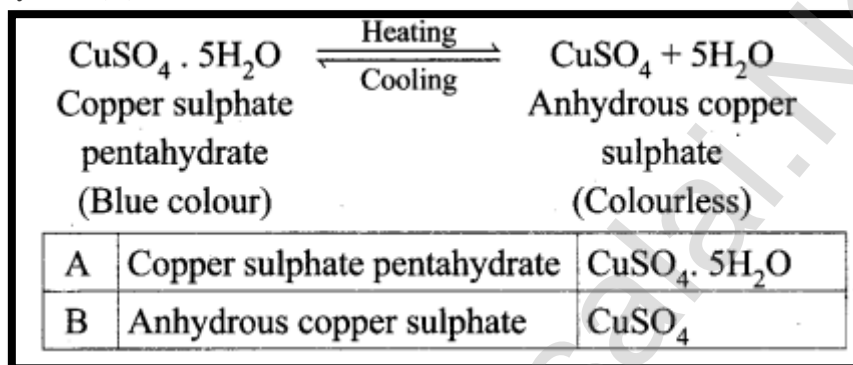 CuSO₄ . 5H₂O ⇌ CuSO₄ + 5H₂O
Heating
Cooling
Copper sulphate pentahydrate (Blue colour)
Anhydrous copper sulphate (Colourless)
A Copper sulphate pentahydrate CuSO₄. 5H₂O
B Anhydrous copper sulphate CuSO₄